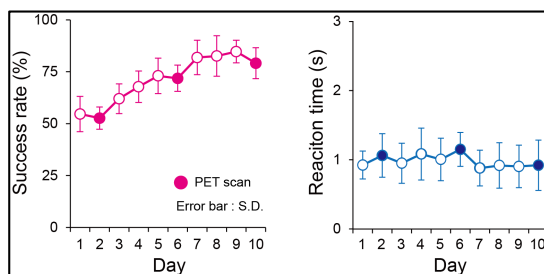 100
75
50
25
0
Success rate (%)
PET scan
Error bar : S.D.
1 2 3 4 5 6 7 8 9 10
Day
3
2
1
0
Reaciton time (s)
1 2 3 4 5 6 7 8 9 10
Day